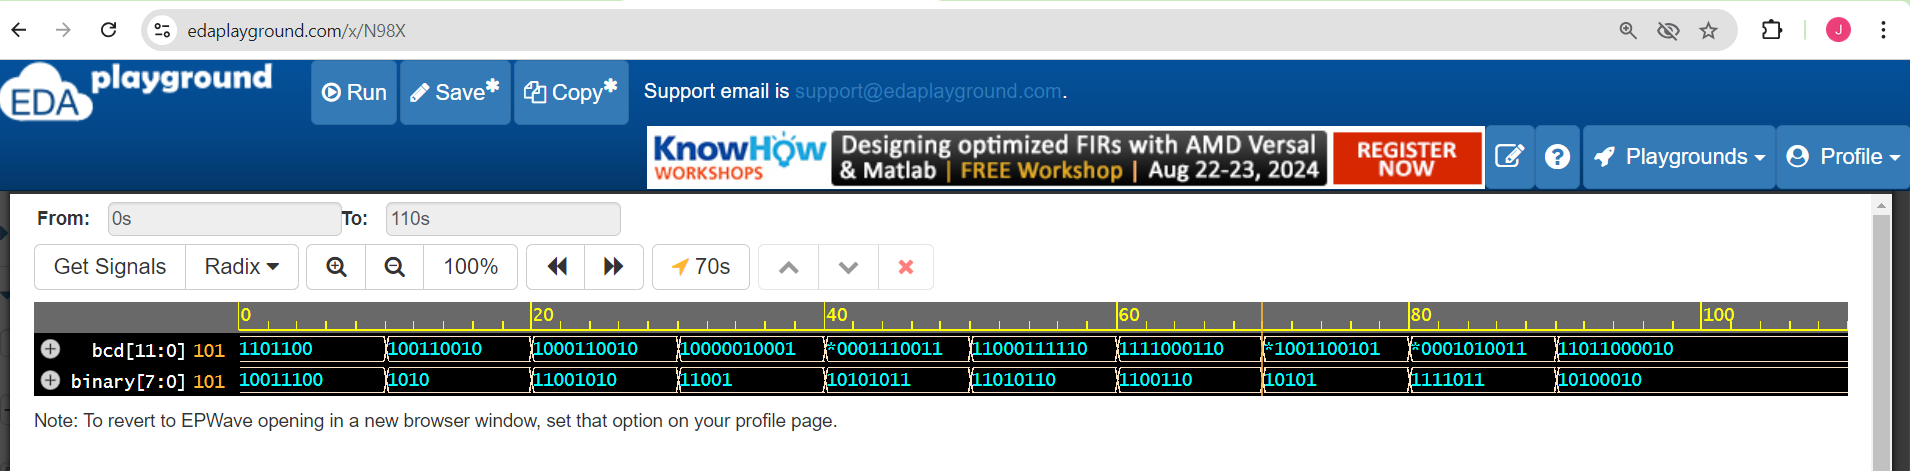 edaplayground.com/x/N98X
J
EDA playground
Run Save* Copy* Support email is support@edaplayground.com.
KnowHow WORKSHOPS
Designing optimized FIRs with AMD Versal
& Matlab | FREE Workshop | Aug 22-23, 2024
REGISTER NOW
? Playgrounds Profile
From: 0s To: 110s
Get Signals Radix 100% 70s
0 20 40 60 80 100
bcd[11:0] 101 1101100 100110010 1000110010 10000010001 *0001110011 11000111110 1111000110 *1001100101 *0001010011 11011000010
binary[7:0] 101 10011100 1010 11001010 11001 10101011 11010110 1100110 10101 1111011 10100010
Note: To revert to EPWave opening in a new browser window, set that option on your profile page.